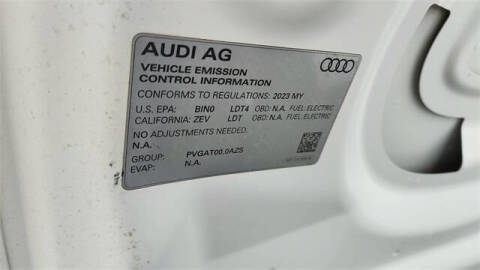 AUDI AG
VEHICLE EMISSION
CONTROL INFORMATION
CONFORMS TO REGULATIONS: 2023 MY
U.S. EPA: BIN0 LDT4 OBD: N.A. FUEL: ELECTRIC
CALIFORNIA: ZEV LDT OBD: N.A. FUEL: ELECTRIC
NO ADJUSTMENTS NEEDED.
N.A.
GROUP: PVGAT00.0AZS
EVAP: N.A.